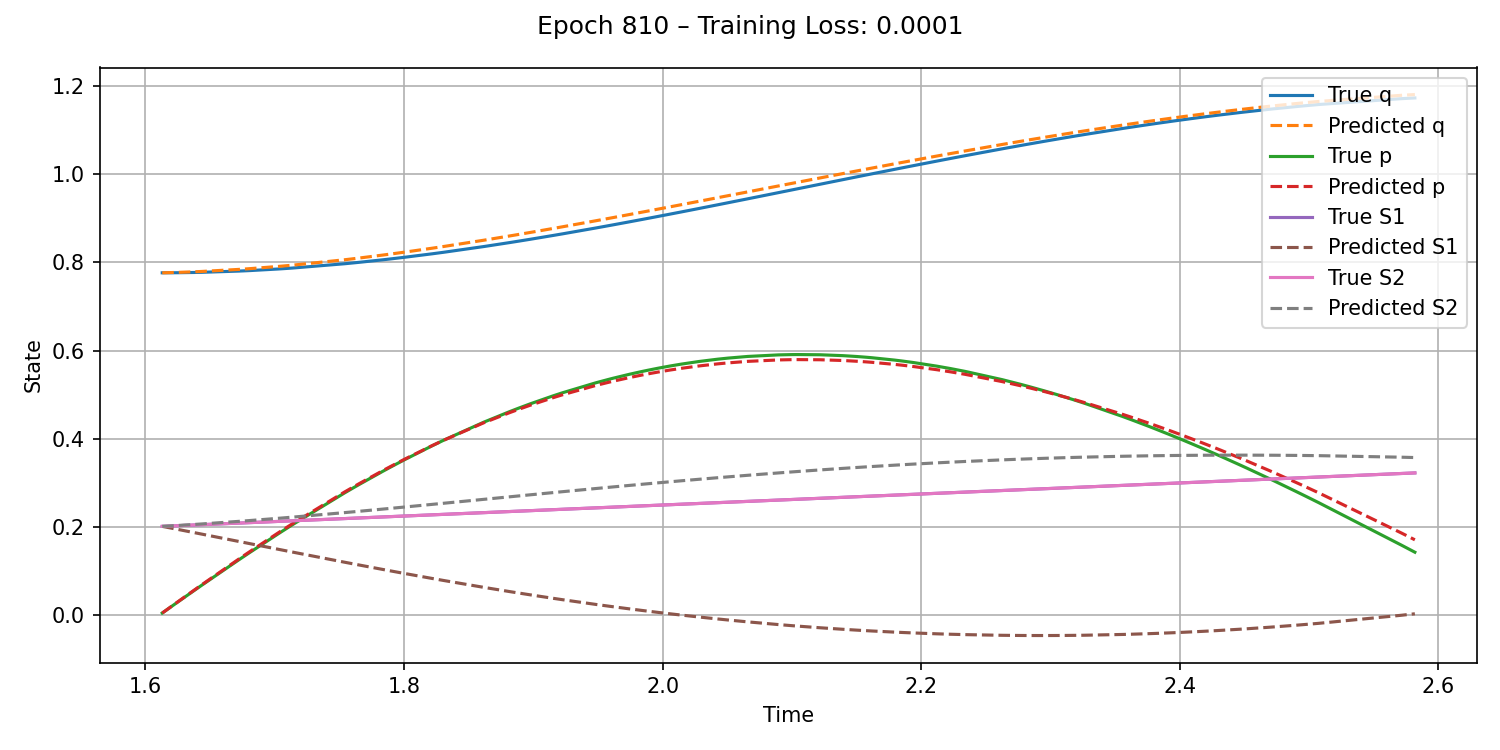 Epoch 810 – Training Loss: 0.0001
1.2
1.0
0.8
0.6
0.4
0.2
0.0
State
True q
Predicted q
True p
Predicted p
True S1
Predicted S1
True S2
Predicted S2
1.6
1.8
2.0
2.2
2.4
2.6
Time